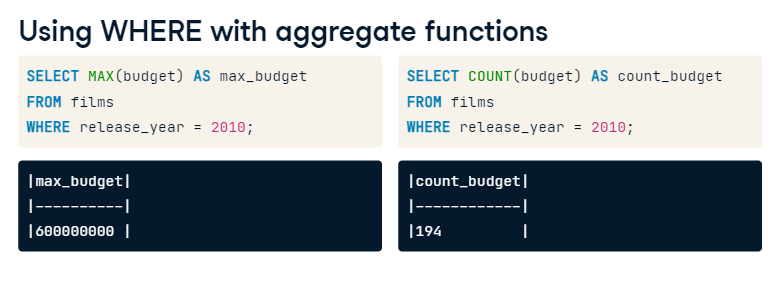 Using WHERE with aggregate functions
SELECT MAX(budget) AS max_budget
FROM films
WHERE release_year = 2010;
|max_budget|
|----------|
|600000000 |
SELECT COUNT(budget) AS count_budget
FROM films
WHERE release_year = 2010;
|count_budget|
|------------|
|194         |